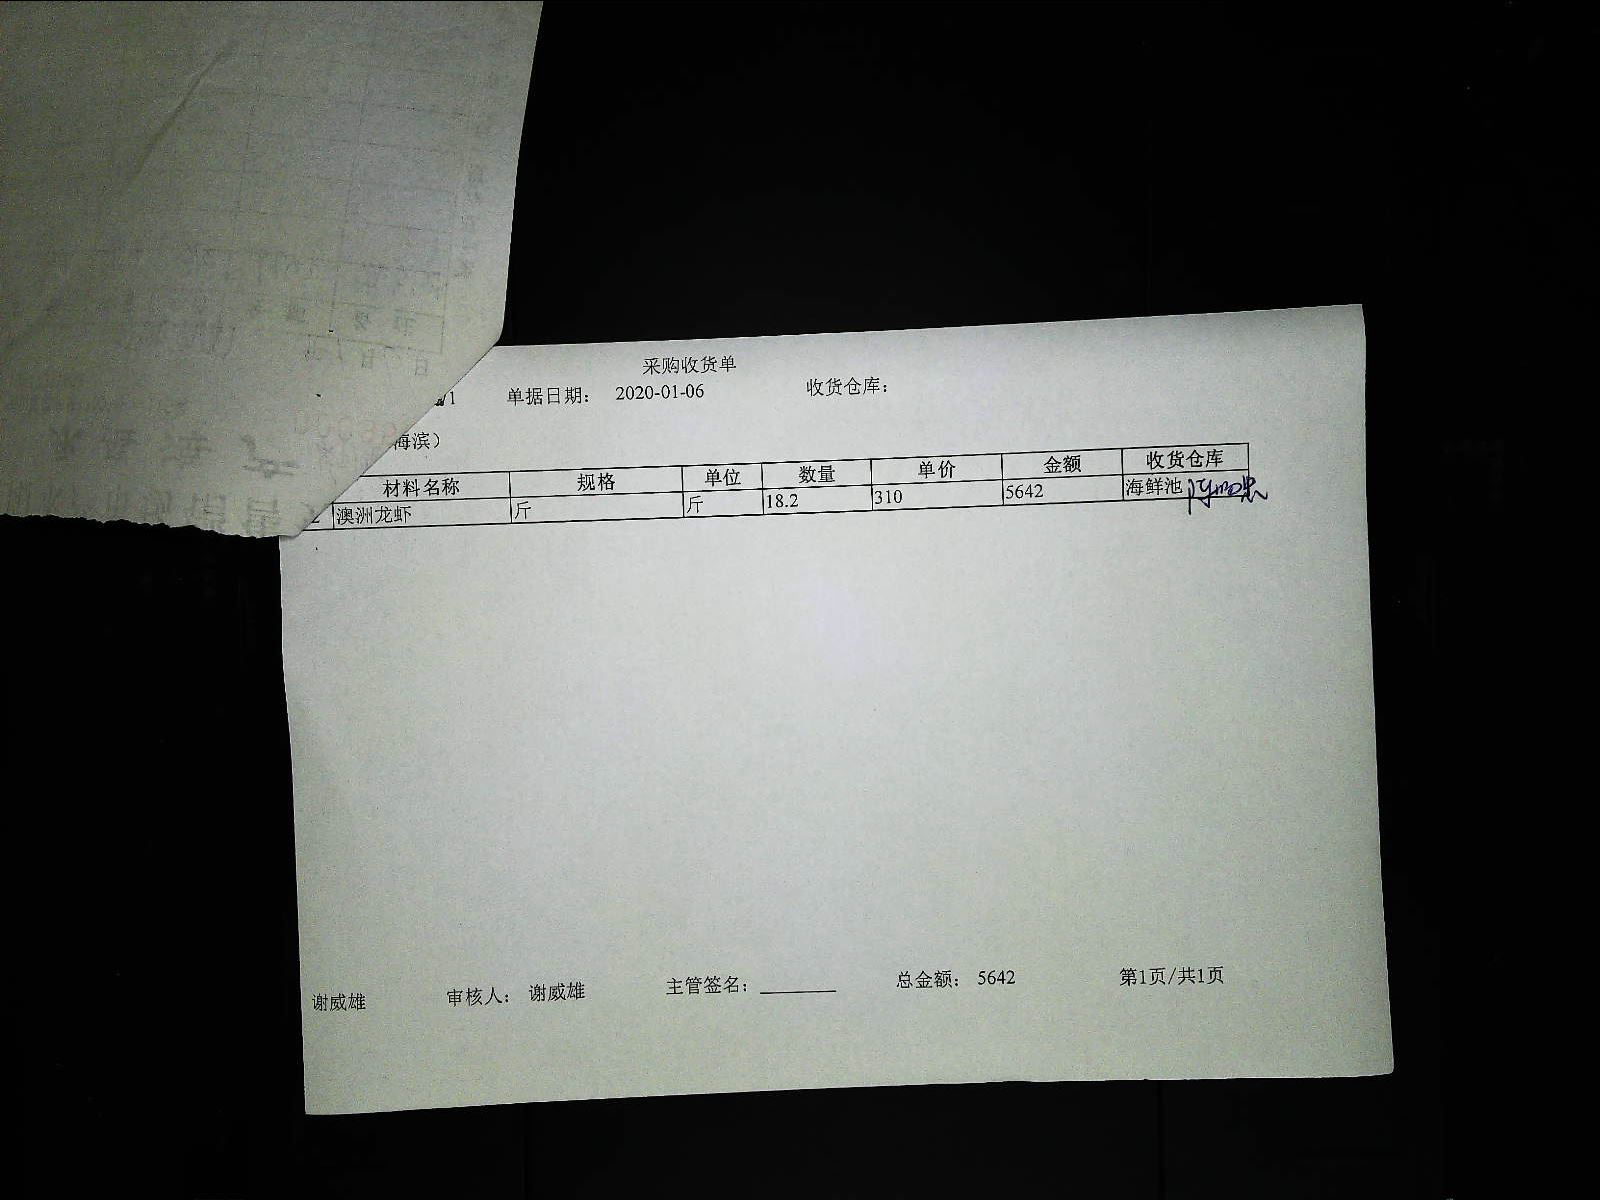 采购收货单
/1 单据日期： 2020-01-06 收货仓库：
海滨）
材料名称 规格 单位 数量 单价 金额 收货仓库
2 澳洲龙虾 斤 斤 18.2 310 5642 海鲜池
谢威雄 审核人： 谢威雄 主管签名：________ 总金额： 5642 第1页/共1页